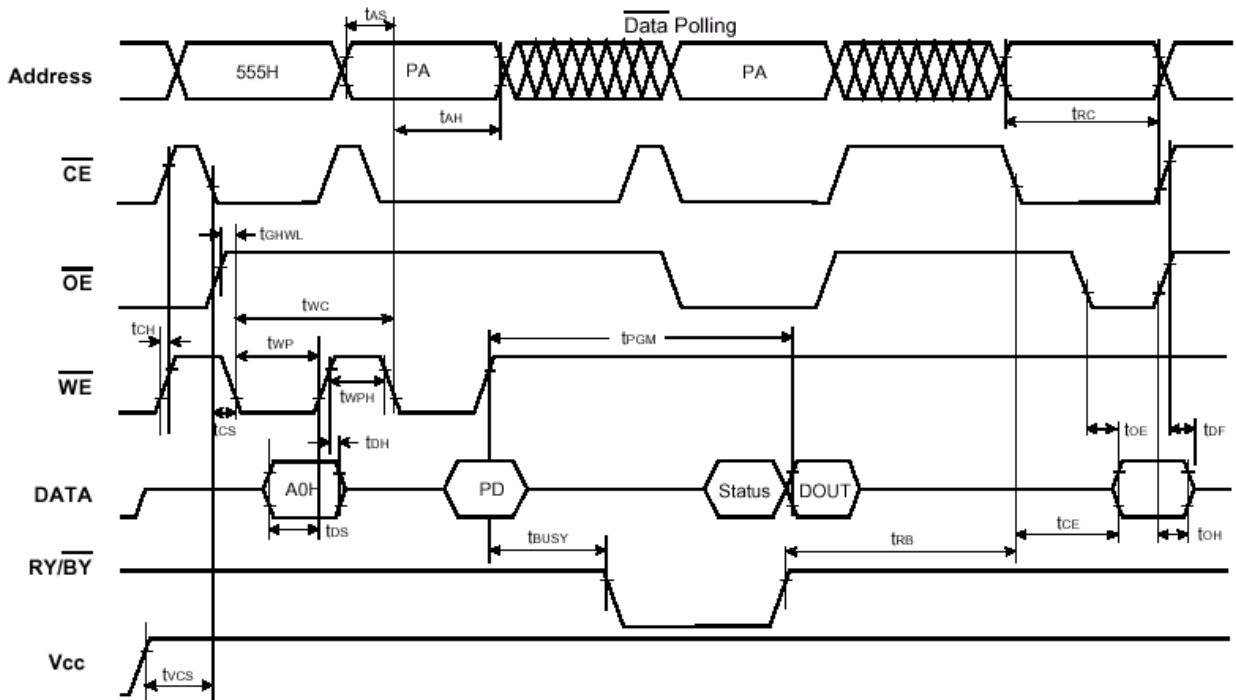 Data Polling
tAS
Address 555H PA PA
tAH tRC
CE
tGHWL
OE
tWC
tCH tWP tPGM
WE tWPH
tCS tDH tOE tDF
DATA A0H PD Status DOUT
tDS tBUSY tRB tCE tOH
RY/BY
Vcc
tVCS